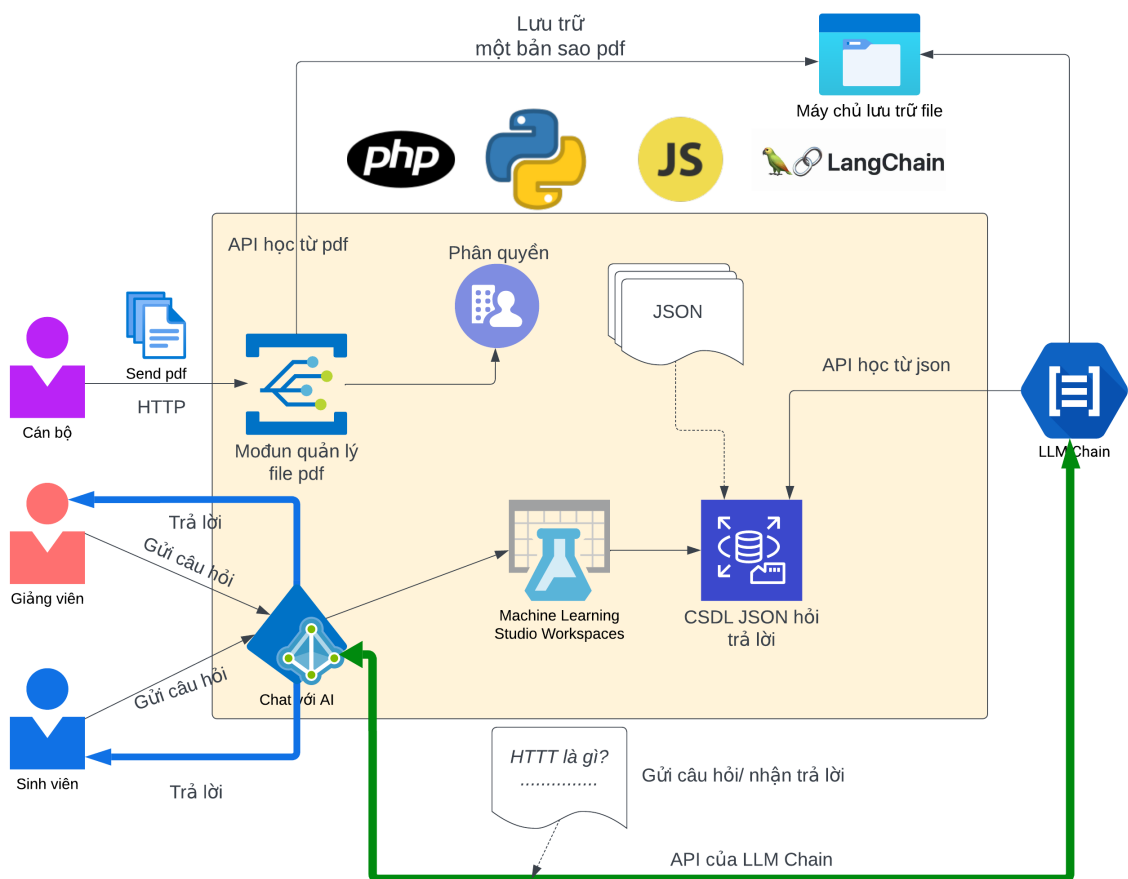 Lưu trữ
một bản sao pdf
Máy chủ lưu trữ file
php
JS
LangChain
API học từ pdf
Phân quyền
JSON
Send pdf
HTTP
Cán bộ
Mođun quản lý
file pdf
API học từ json
LLM Chain
Trả lời
Gửi câu hỏi
Giảng viên
Machine Learning
Studio Workspaces
CSDL JSON hỏi
trả lời
Gửi câu hỏi
Chat với AI
Sinh viên
Trả lời
HTTT là gì?
...............
Gửi câu hỏi/ nhận trả lời
API của LLM Chain